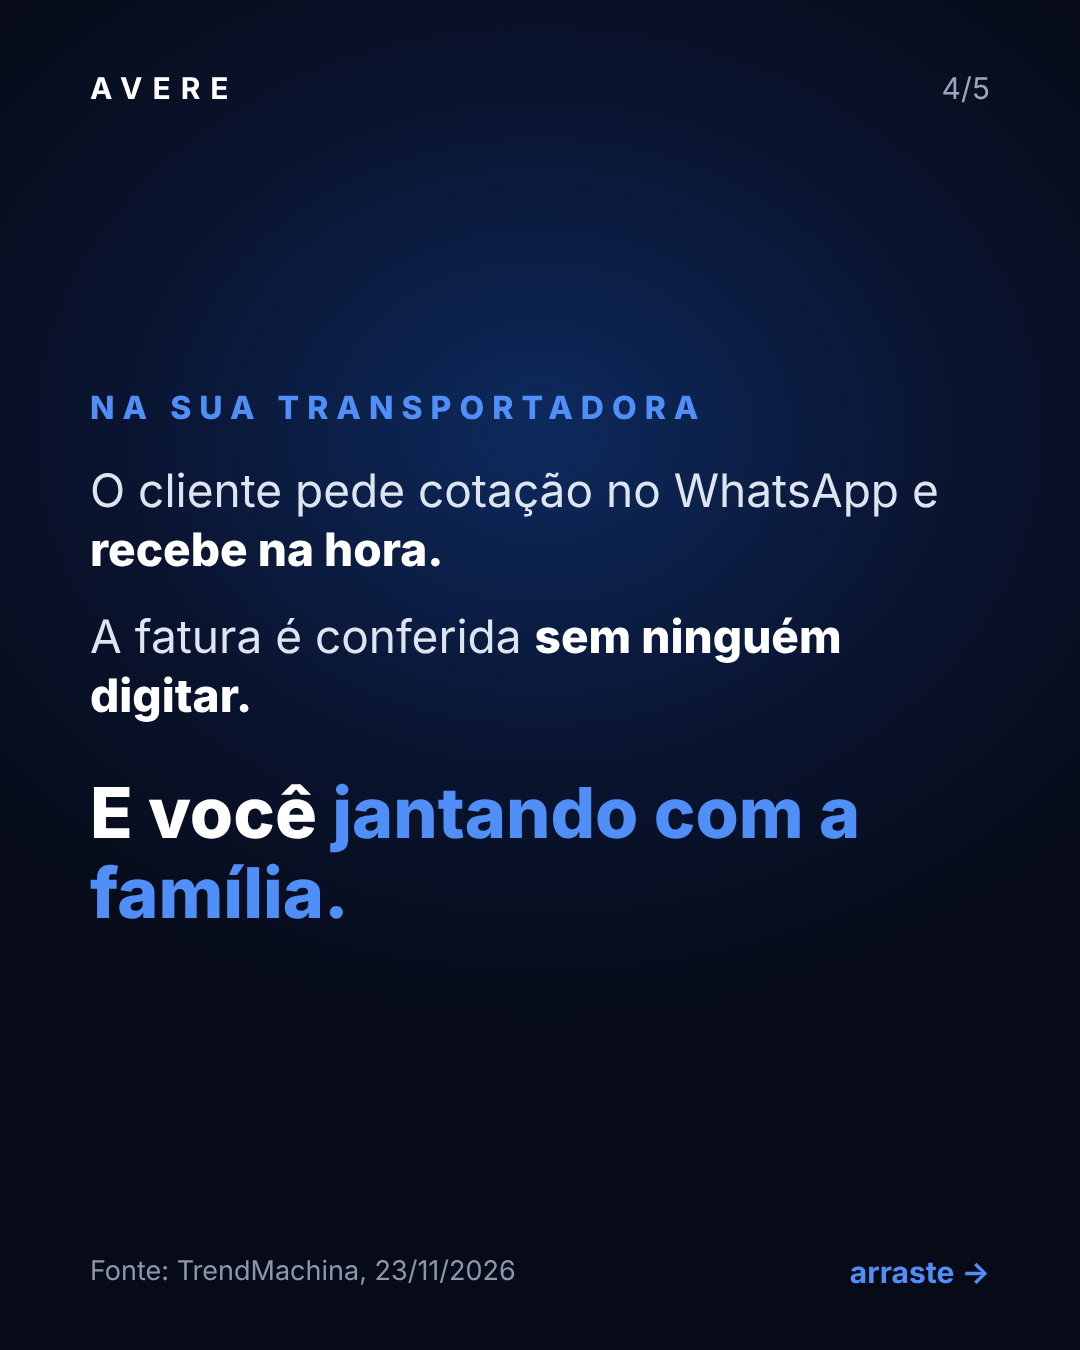 AVERE
4/5
NA SUA TRANSPORTADORA
O cliente pede cotação no WhatsApp e
recebe na hora.
A fatura é conferida sem ninguém
digitar.
E você jantando com a
família.
Fonte: TrendMachina, 23/11/2026
arraste →